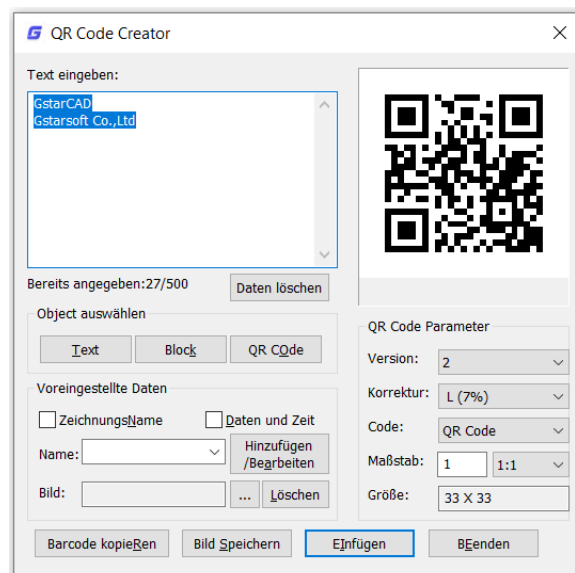 QR Code Creator
Text eingeben:
GstarCAD
Gstarsoft Co.,Ltd
Bereits angegeben:27/500
Daten löschen
Object auswählen
Text
Block
QR COde
Voreingestellte Daten
ZeichnungsName
Daten und Zeit
Name:
Hinzufügen
/Bearbeiten
Bild:
...
Löschen
QR Code Parameter
Version:
2
Korrektur:
L (7%)
Code:
QR Code
Maßstab:
1
1:1
Größe:
33 X 33
Barcode kopieRen
Bild Speichern
EInfügen
BEenden